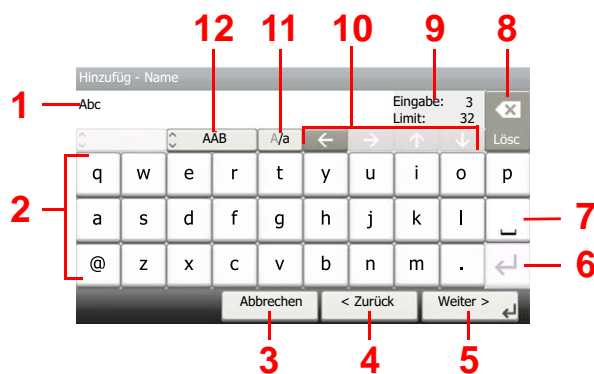 12 11 10 9 8
Hinzufüg - Name
1 Abc Eingabe: 3
Limit: 32
AAB A/a ← → ↑ ↓ Lösc
q w e r t y u i o p
2 a s d f g h j k l 7
@ z x c v b n m . 6
Abbrechen < Zurück Weiter >
3 4 5